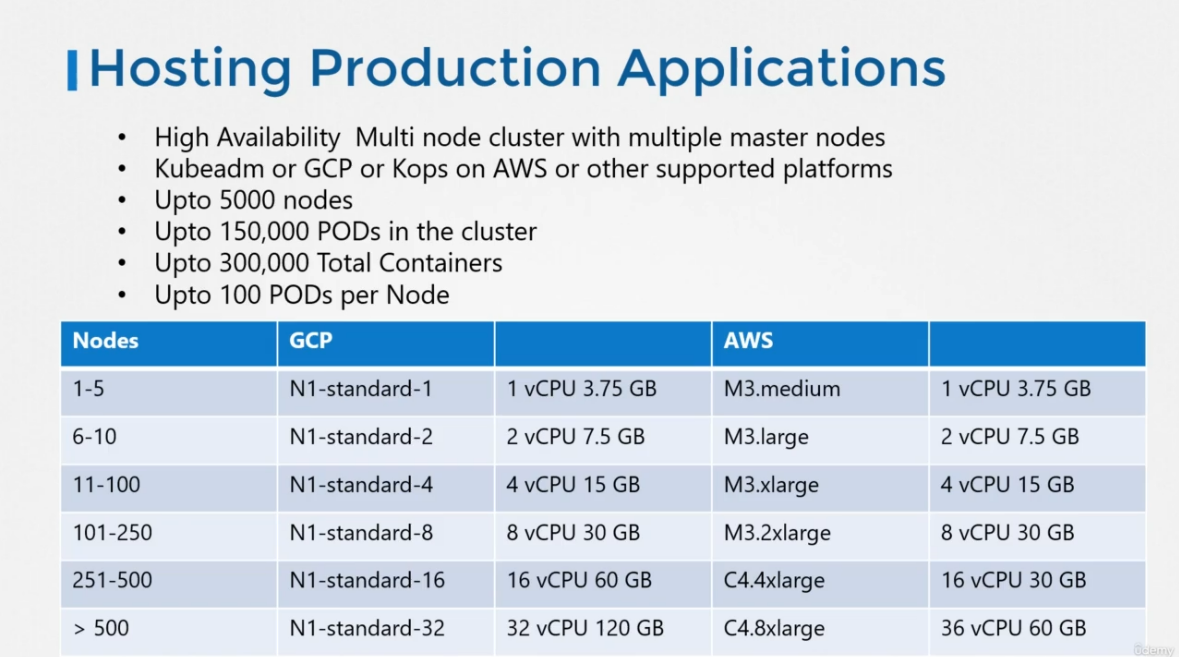 Hosting Production Applications
• High Availability  Multi node cluster with multiple master nodes
• Kubeadm or GCP or Kops on AWS or other supported platforms
• Upto 5000 nodes
• Upto 150,000 PODs in the cluster
• Upto 300,000 Total Containers
• Upto 100 PODs per Node
Nodes GCP AWS
1-5 N1-standard-1 1 vCPU 3.75 GB M3.medium 1 vCPU 3.75 GB
6-10 N1-standard-2 2 vCPU 7.5 GB M3.large 2 vCPU 7.5 GB
11-100 N1-standard-4 4 vCPU 15 GB M3.xlarge 4 vCPU 15 GB
101-250 N1-standard-8 8 vCPU 30 GB M3.2xlarge 8 vCPU 30 GB
251-500 N1-standard-16 16 vCPU 60 GB C4.4xlarge 16 vCPU 30 GB
> 500 N1-standard-32 32 vCPU 120 GB C4.8xlarge 36 vCPU 60 GB
ûdemy